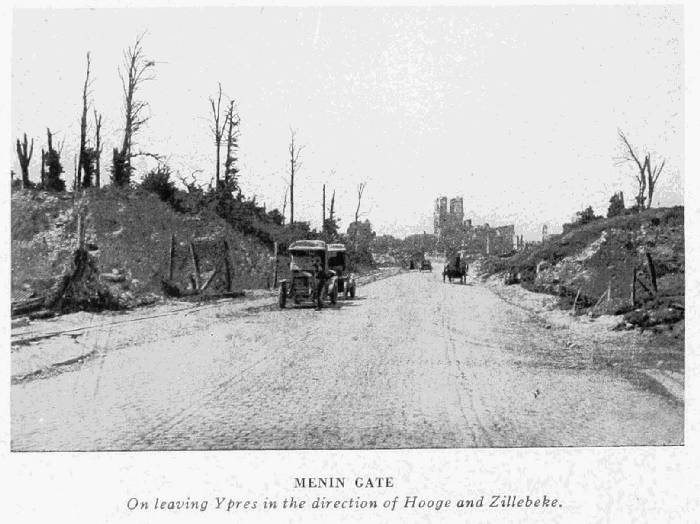 MENIN GATE
On leaving Ypres in the direction of Hooge and Zillebeke.